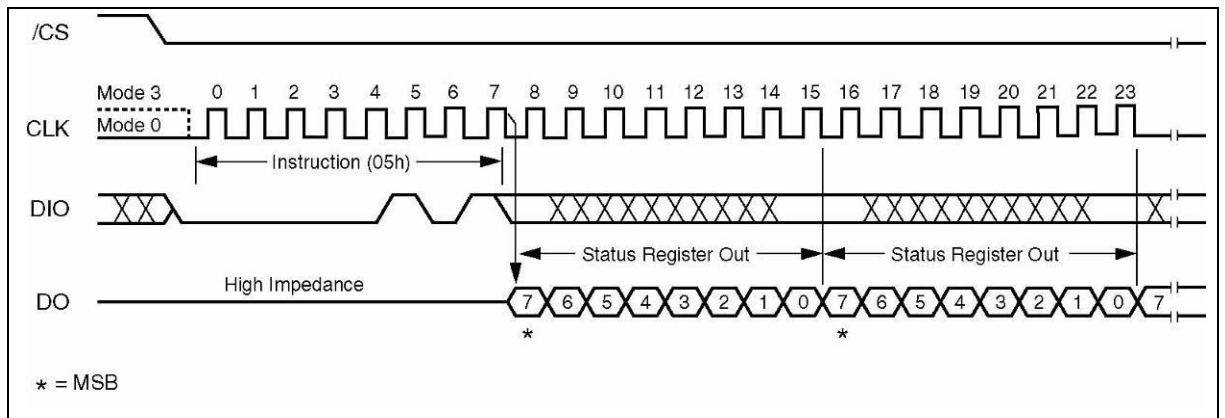 /CS
Mode 3 0 1 2 3 4 5 6 7 8 9 10 11 12 13 14 15 16 17 18 19 20 21 22 23
CLK Mode 0
Instruction (05h)
DIO
Status Register Out Status Register Out
High Impedance
DO 7 6 5 4 3 2 1 0 7 6 5 4 3 2 1 0 7
* *
* = MSB